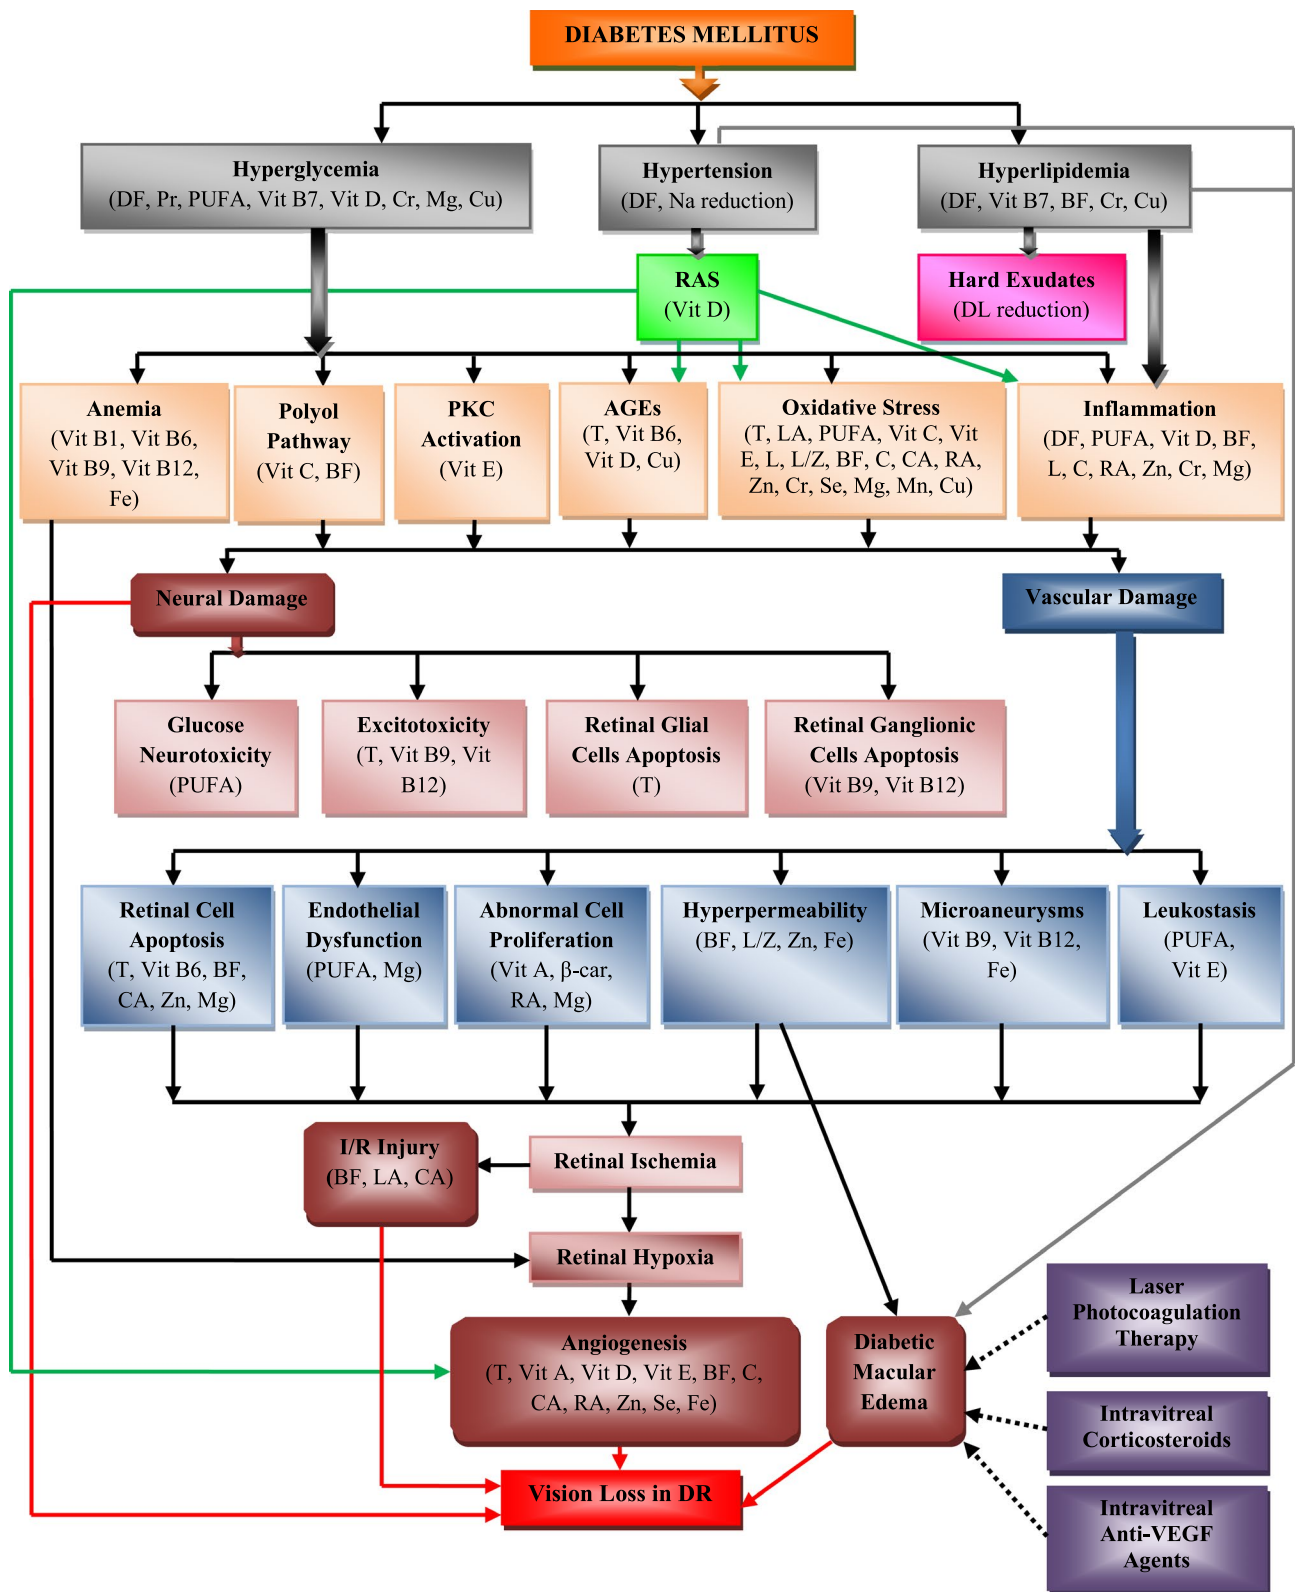 DIABETES MELLITUS
Hyperglycemia
(DF, Pr, PUFA, Vit B7, Vit D, Cr, Mg, Cu)
Hypertension
(DF, Na reduction)
Hyperlipidemia
(DF, Vit B7, BF, Cr, Cu)
RAS
(Vit D)
Hard Exudates
(DL reduction)
Anemia
(Vit B1, Vit B6,
Vit B9, Vit B12,
Fe)
Polyol
Pathway
(Vit C, BF)
PKC
Activation
(Vit E)
AGEs
(T, Vit B6,
Vit D, Cu)
Oxidative Stress
(T, LA, PUFA, Vit C, Vit
E, L, L/Z, BF, C, CA, RA,
Zn, Cr, Se, Mg, Mn, Cu)
Inflammation
(DF, PUFA, Vit D, BF,
L, C, RA, Zn, Cr, Mg)
Neural Damage
Vascular Damage
Glucose
Neurotoxicity
(PUFA)
Excitotoxicity
(T, Vit B9, Vit
B12)
Retinal Glial
Cells Apoptosis
(T)
Retinal Ganglionic
Cells Apoptosis
(Vit B9, Vit B12)
Retinal Cell
Apoptosis
(T, Vit B6, BF,
CA, Zn, Mg)
Endothelial
Dysfunction
(PUFA, Mg)
Abnormal Cell
Proliferation
(Vit A, β-car,
RA, Mg)
Hyperpermeability
(BF, L/Z, Zn, Fe)
Microaneurysms
(Vit B9, Vit B12,
Fe)
Leukostasis
(PUFA,
Vit E)
I/R Injury
(BF, LA, CA)
Retinal Ischemia
Retinal Hypoxia
Angiogenesis
(T, Vit A, Vit D, Vit E, BF, C,
CA, RA, Zn, Se, Fe)
Diabetic
Macular
Edema
Laser
Photocoagulation
Therapy
Intravitreal
Corticosteroids
Intravitreal
Anti-VEGF
Agents
Vision Loss in DR